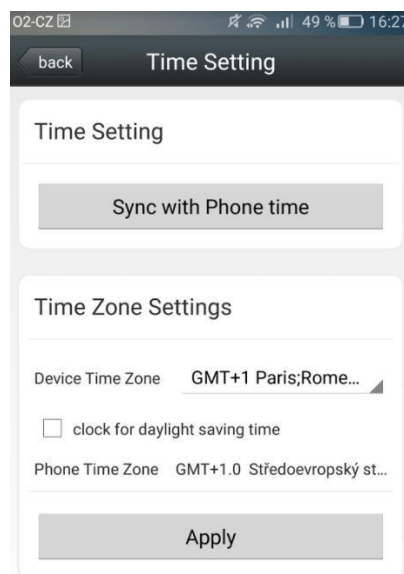 O2-CZ 49 % 16:27
back Time Setting
Time Setting
Sync with Phone time
Time Zone Settings
Device Time Zone GMT+1 Paris;Rome...
clock for daylight saving time
Phone Time Zone GMT+1.0 Středoevropský st...
Apply